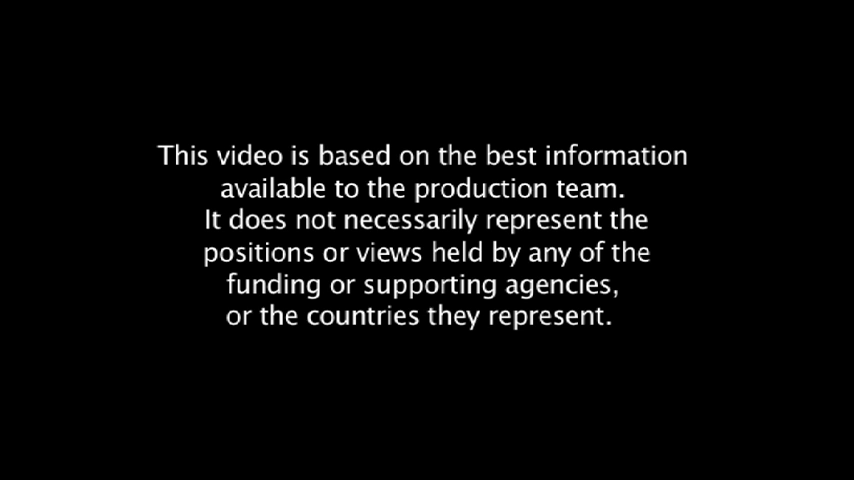 This video is based on the best information
available to the production team.
It does not necessarily represent the
positions or views held by any of the
funding or supporting agencies,
or the countries they represent.